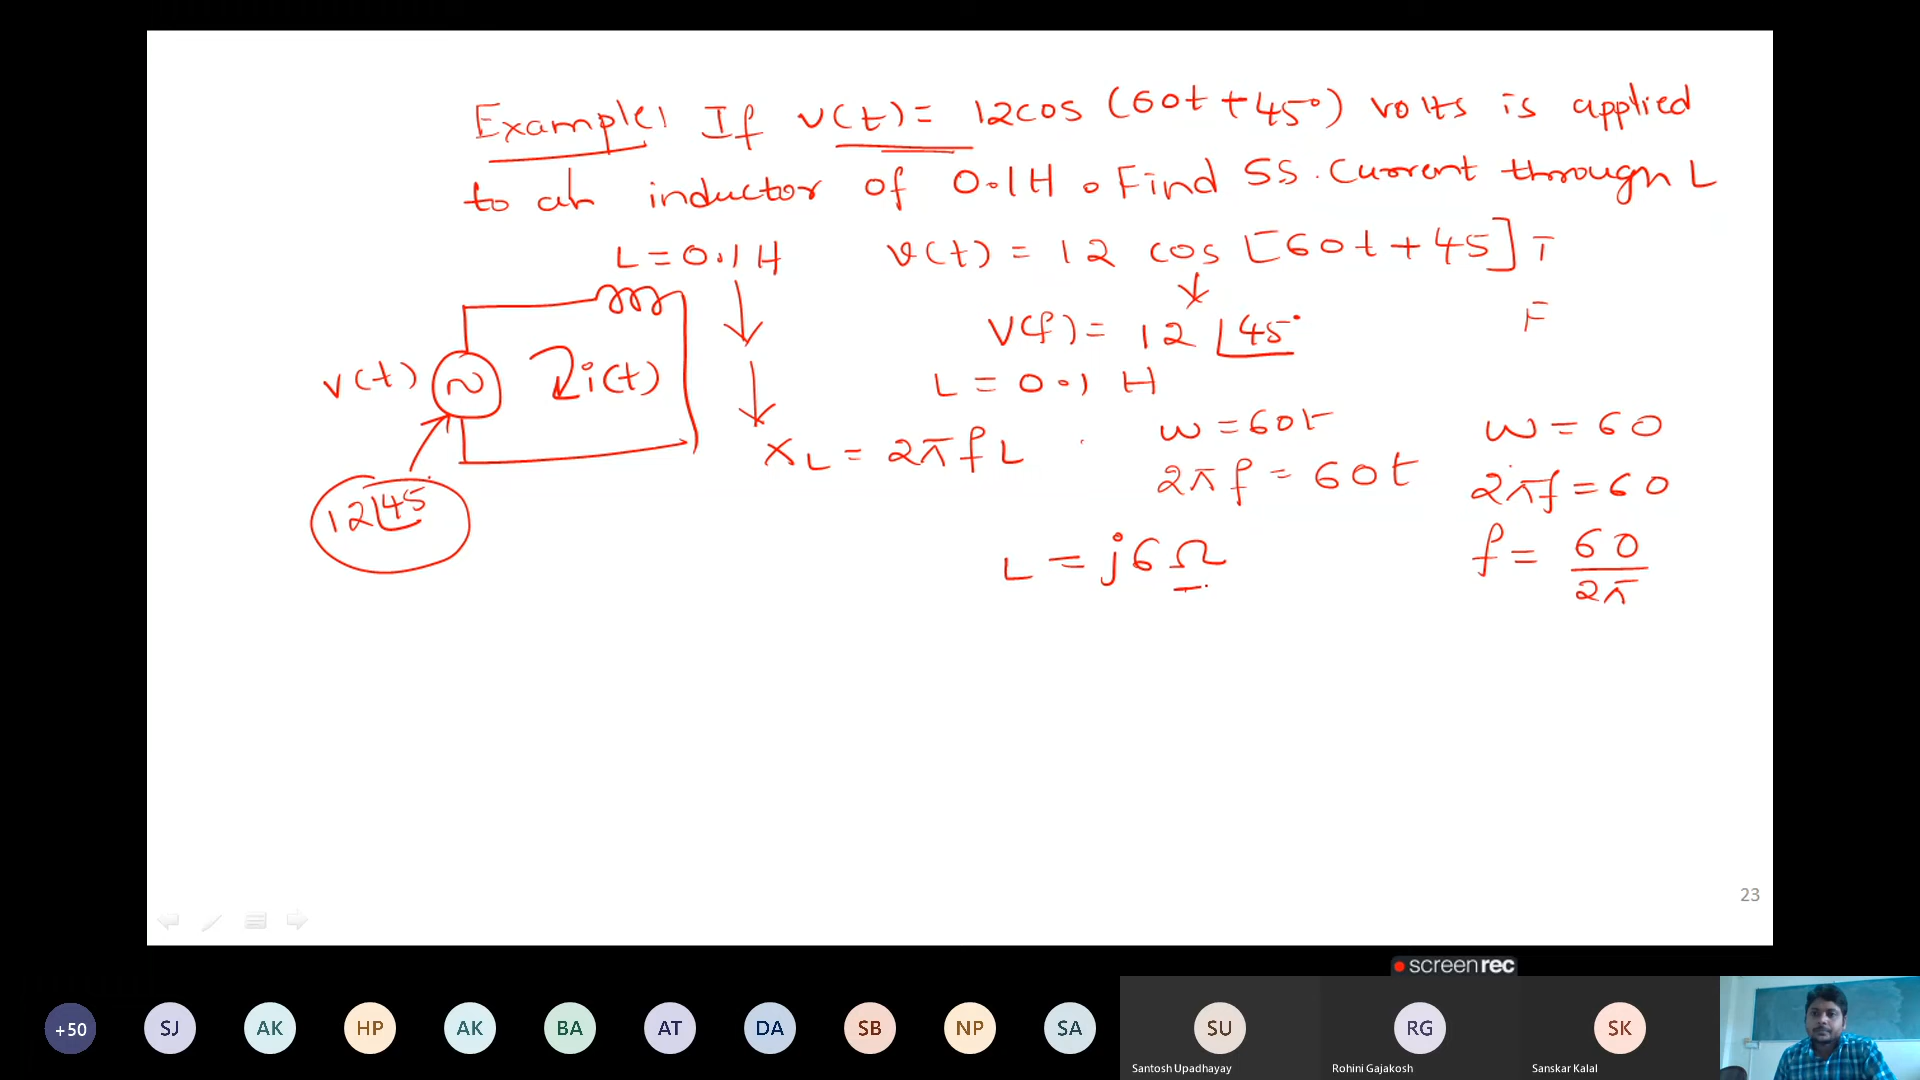 Example: If v(t) = 12cos (60t + 45°) volts is applied
to an inductor of 0.1H. Find SS. Current through L
L = 0.1 H
v(t) = 12 cos [60t + 45] T
V(f) = 12 ∠45° F
L = 0.1 H
v(t) ~ i(t)
XL = 2πfL
w = 60t
2πf = 60t
w = 60
2πf = 60
f = 60/2π
12∠45
L = j6Ω
23
screenrec
+50 SJ AK HP AK BA AT DA SB NP SA SU RG SK
Santosh Upadhayay Rohini Gajakosh Sanskar Kalal